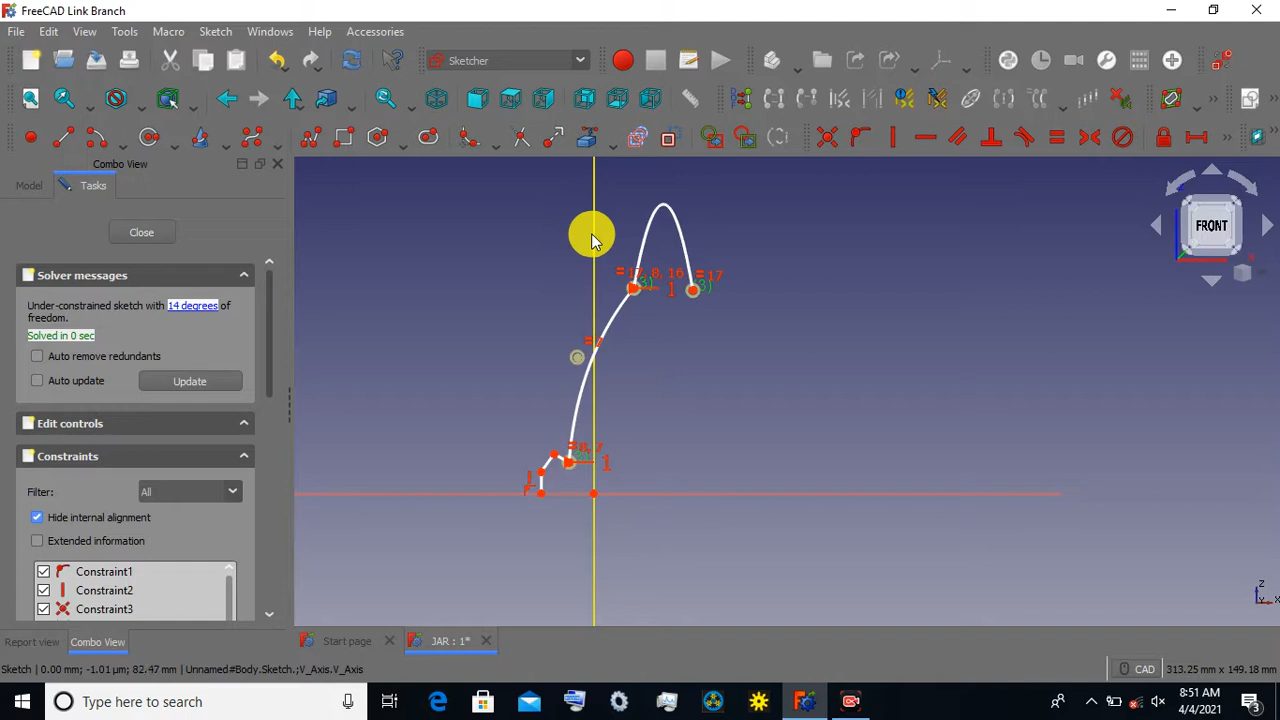 FreeCAD Link Branch
File Edit View Tools Macro Sketch Windows Help Accessories
Sketcher
Combo View
Model Tasks
Close
Solver messages
Under-constrained sketch with 14 degrees of
freedom.
Solved in 0 sec
Auto remove redundants
Auto update Update
Edit controls
Constraints
Filter: All
Hide internal alignment
Extended information
Constraint1
Constraint2
Constraint3
FRONT
Report view Combo View Start page JAR : 1*
Sketch | 0.00 mm; -1.01 µm; 82.47 mm | Unnamed#Body.Sketch.;V_Axis.V_Axis CAD 313.25 mm x 149.18 mm
Type here to search
8:51 AM
4/4/2021
3